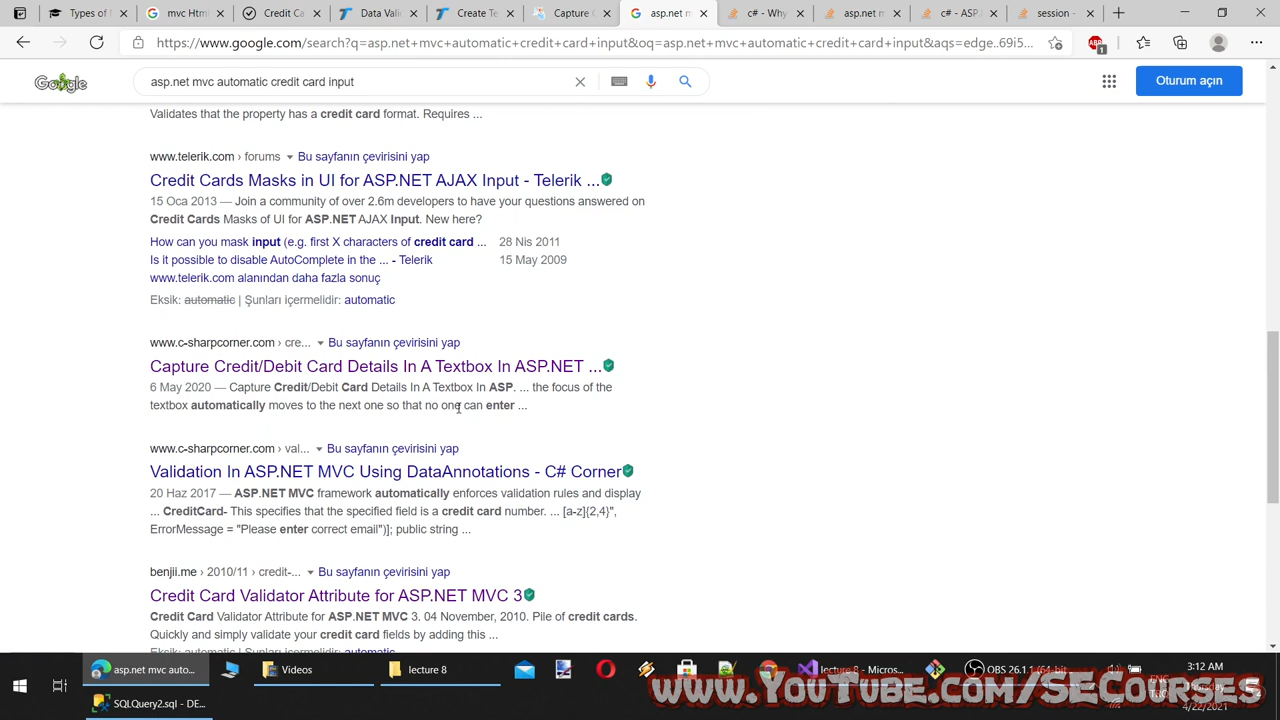 mvc Html
Tea
Data Valid
Capture C
asp.net m
c# - Why
asp.net m
c# - ASP.
session -
https://www.google.com/search?q=asp.net+mvc+automatic+credit+card+input&oq=asp.net+mvc+automatic+credit+card+input&aqs=edge..69i5...
1
Google
asp.net mvc automatic credit card input
Oturum açın
Validates that the property has a credit card format. Requires ...
www.telerik.com › forums Bu sayfanın çevirisini yap
Credit Cards Masks in UI for ASP.NET AJAX Input - Telerik ...
15 Oca 2013 — Join a community of over 2.6m developers to have your questions answered on
Credit Cards Masks of UI for ASP.NET AJAX Input. New here?
How can you mask input (e.g. first X characters of credit card ... 28 Nis 2011
Is it possible to disable AutoComplete in the ... - Telerik 15 May 2009
www.telerik.com alanından daha fazla sonuç
Eksik: automatic | Şunları içermelidir: automatic
www.c-sharpcorner.com › cre... Bu sayfanın çevirisini yap
Capture Credit/Debit Card Details In A Textbox In ASP.NET ...
6 May 2020 — Capture Credit/Debit Card Details In A Textbox In ASP. ... the focus of the
textbox automatically moves to the next one so that no one can enter ...
www.c-sharpcorner.com › val... Bu sayfanın çevirisini yap
Validation In ASP.NET MVC Using DataAnnotations - C# Corner
20 Haz 2017 — ASP.NET MVC framework automatically enforces validation rules and display
... CreditCard- This specifies that the specified field is a credit card number. ... [a-z]{2,4}",
ErrorMessage = "Please enter correct email")]; public string ...
benjii.me › 2010/11 › credit-... Bu sayfanın çevirisini yap
Credit Card Validator Attribute for ASP.NET MVC 3
Credit Card Validator Attribute for ASP.NET MVC 3. 04 November, 2010. Pile of credit cards.
Quickly and simply validate your credit card fields by adding this ...
Eksik: automatic | Şunları içermelidir: automatic
asp.net mvc auto...
Videos
lecture 8
lecture 8 - Micros...
OBS 26.1.1 (64-bit...
3:12 AM
Thursday
4/22/2021
SQLQuery2.sql - DE...
www.YouTube.com/SECourses